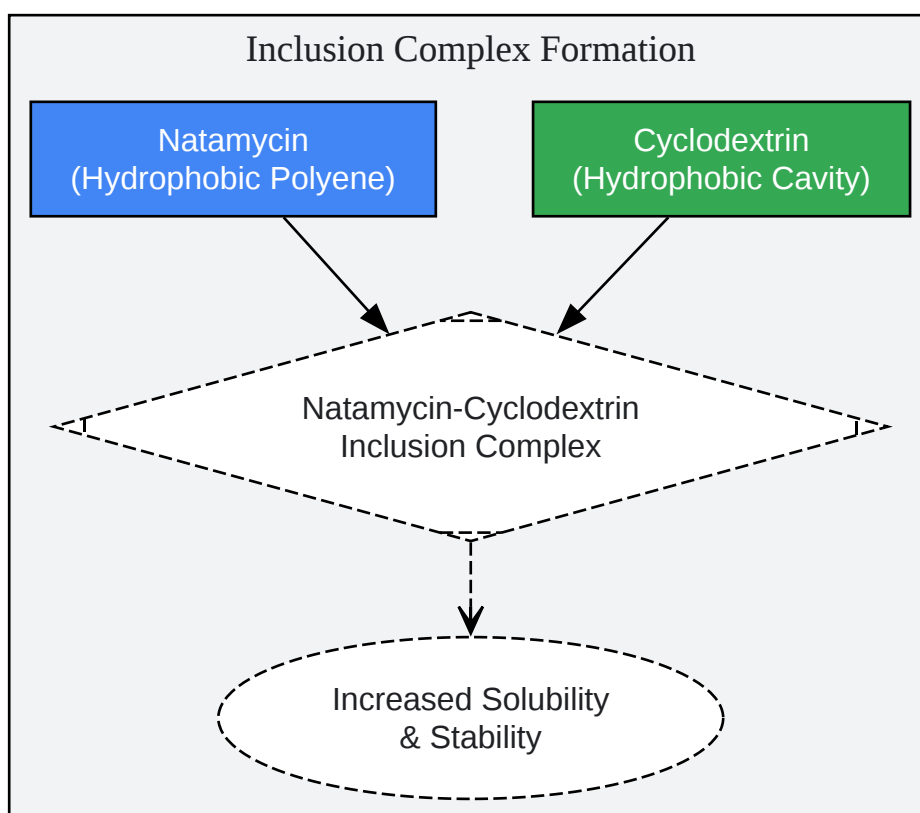 Inclusion Complex Formation
Natamycin
(Hydrophobic Polyene)
Cyclodextrin
(Hydrophobic Cavity)
Natamycin-Cyclodextrin
Inclusion Complex
Increased Solubility
& Stability